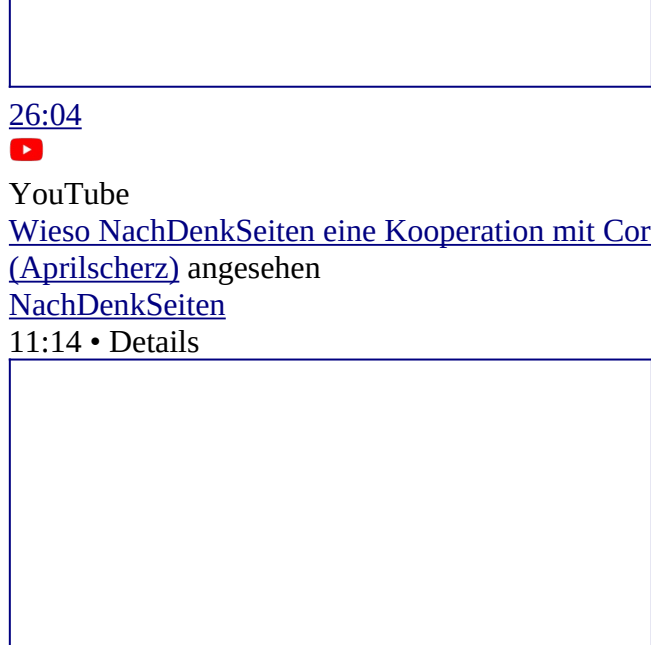 26:04
YouTube
Wieso NachDenkSeiten eine Kooperation mit Cor
(Aprilscherz) angesehen
NachDenkSeiten
11:14 • Details